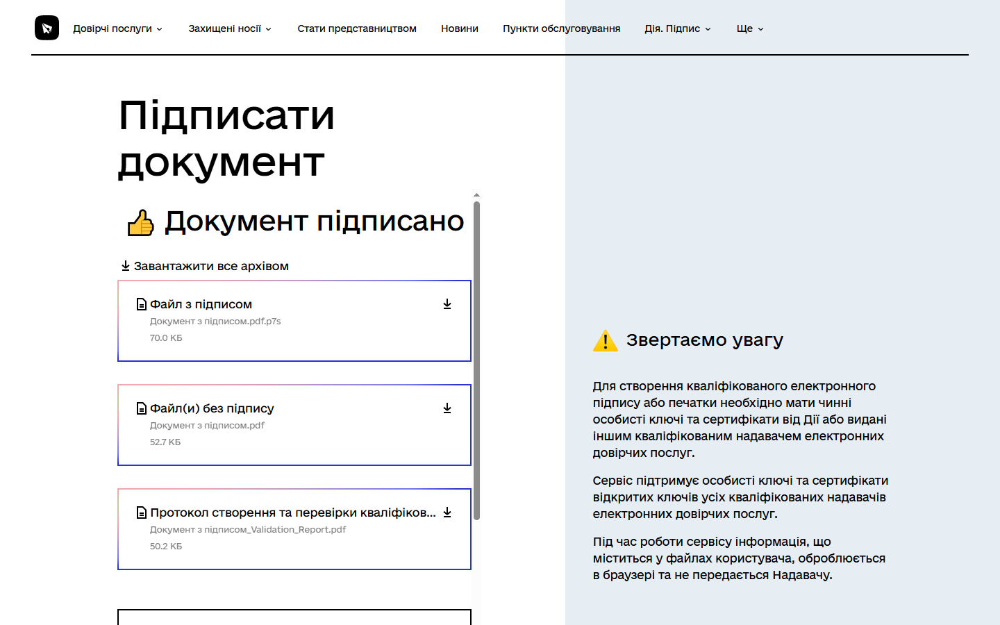 Довірчі послуги
Захищені носії
Стати представництвом
Новини
Пункти обслуговування
Дія. Підпис
Ще
Підписати
документ
Документ підписано
Завантажити все архівом
Файл з підписом
Документ з підписом.pdf.p7s
70.0 КБ
Файл(и) без підпису
Документ з підписом.pdf
52.7 КБ
Протокол створення та перевірки кваліфіков...
Документ з підписом_Validation_Report.pdf
50.2 КБ
Звертаємо увагу
Для створення кваліфікованого електронного
підпису або печатки необхідно мати чинні
особисті ключі та сертифікати від Дії або видані
іншим кваліфікованим надавачем електронних
довірчих послуг.
Сервіс підтримує особисті ключі та сертифікати
відкритих ключів усіх кваліфікованих надавачів
електронних довірчих послуг.
Під час роботи сервісу інформація, що
міститься у файлах користувача, оброблюється
в браузері та не передається Надавачу.